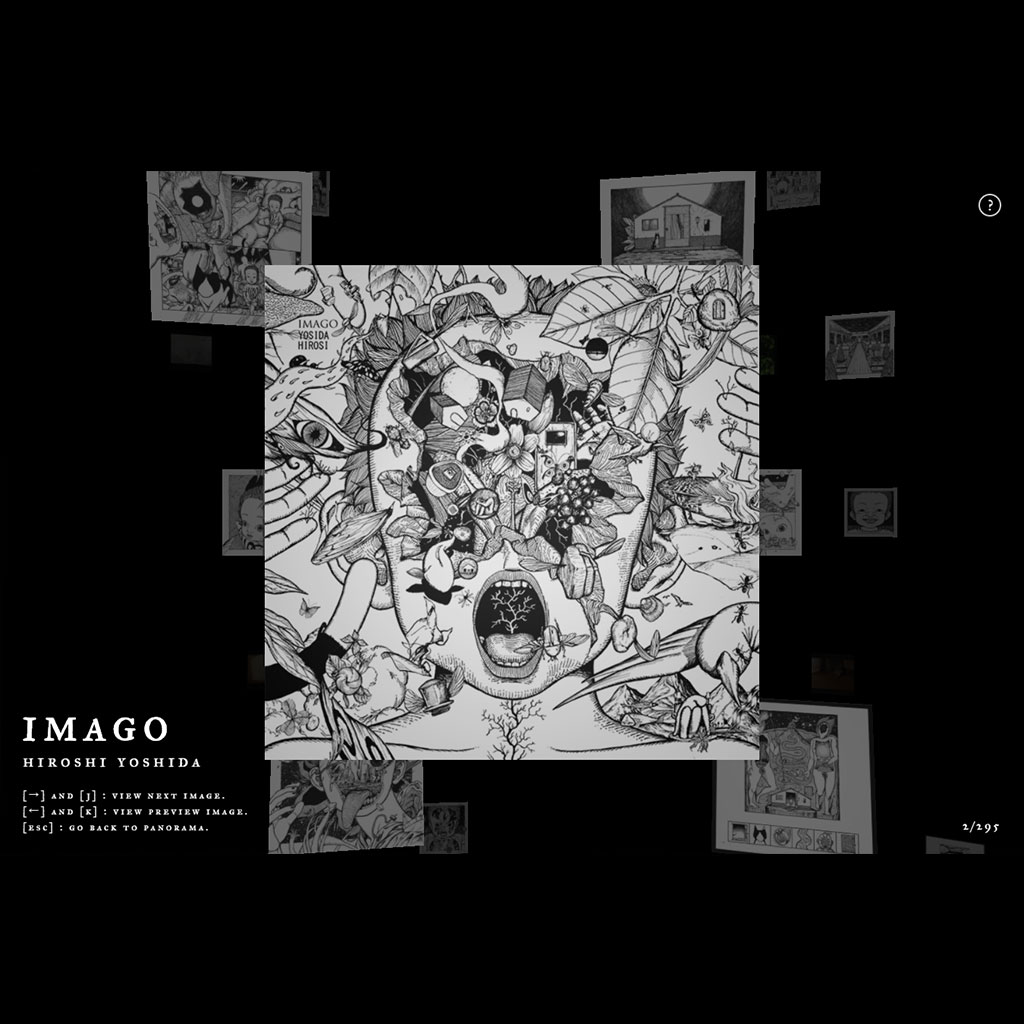 ?
IMAGO
YOSIDA
HIROSI
IMAGO
HIROSHI YOSHIDA
[→] AND [J] : VIEW NEXT IMAGE.
[←] AND [K] : VIEW PREVIEW IMAGE.
[ESC] : GO BACK TO PANORAMA.
2/295